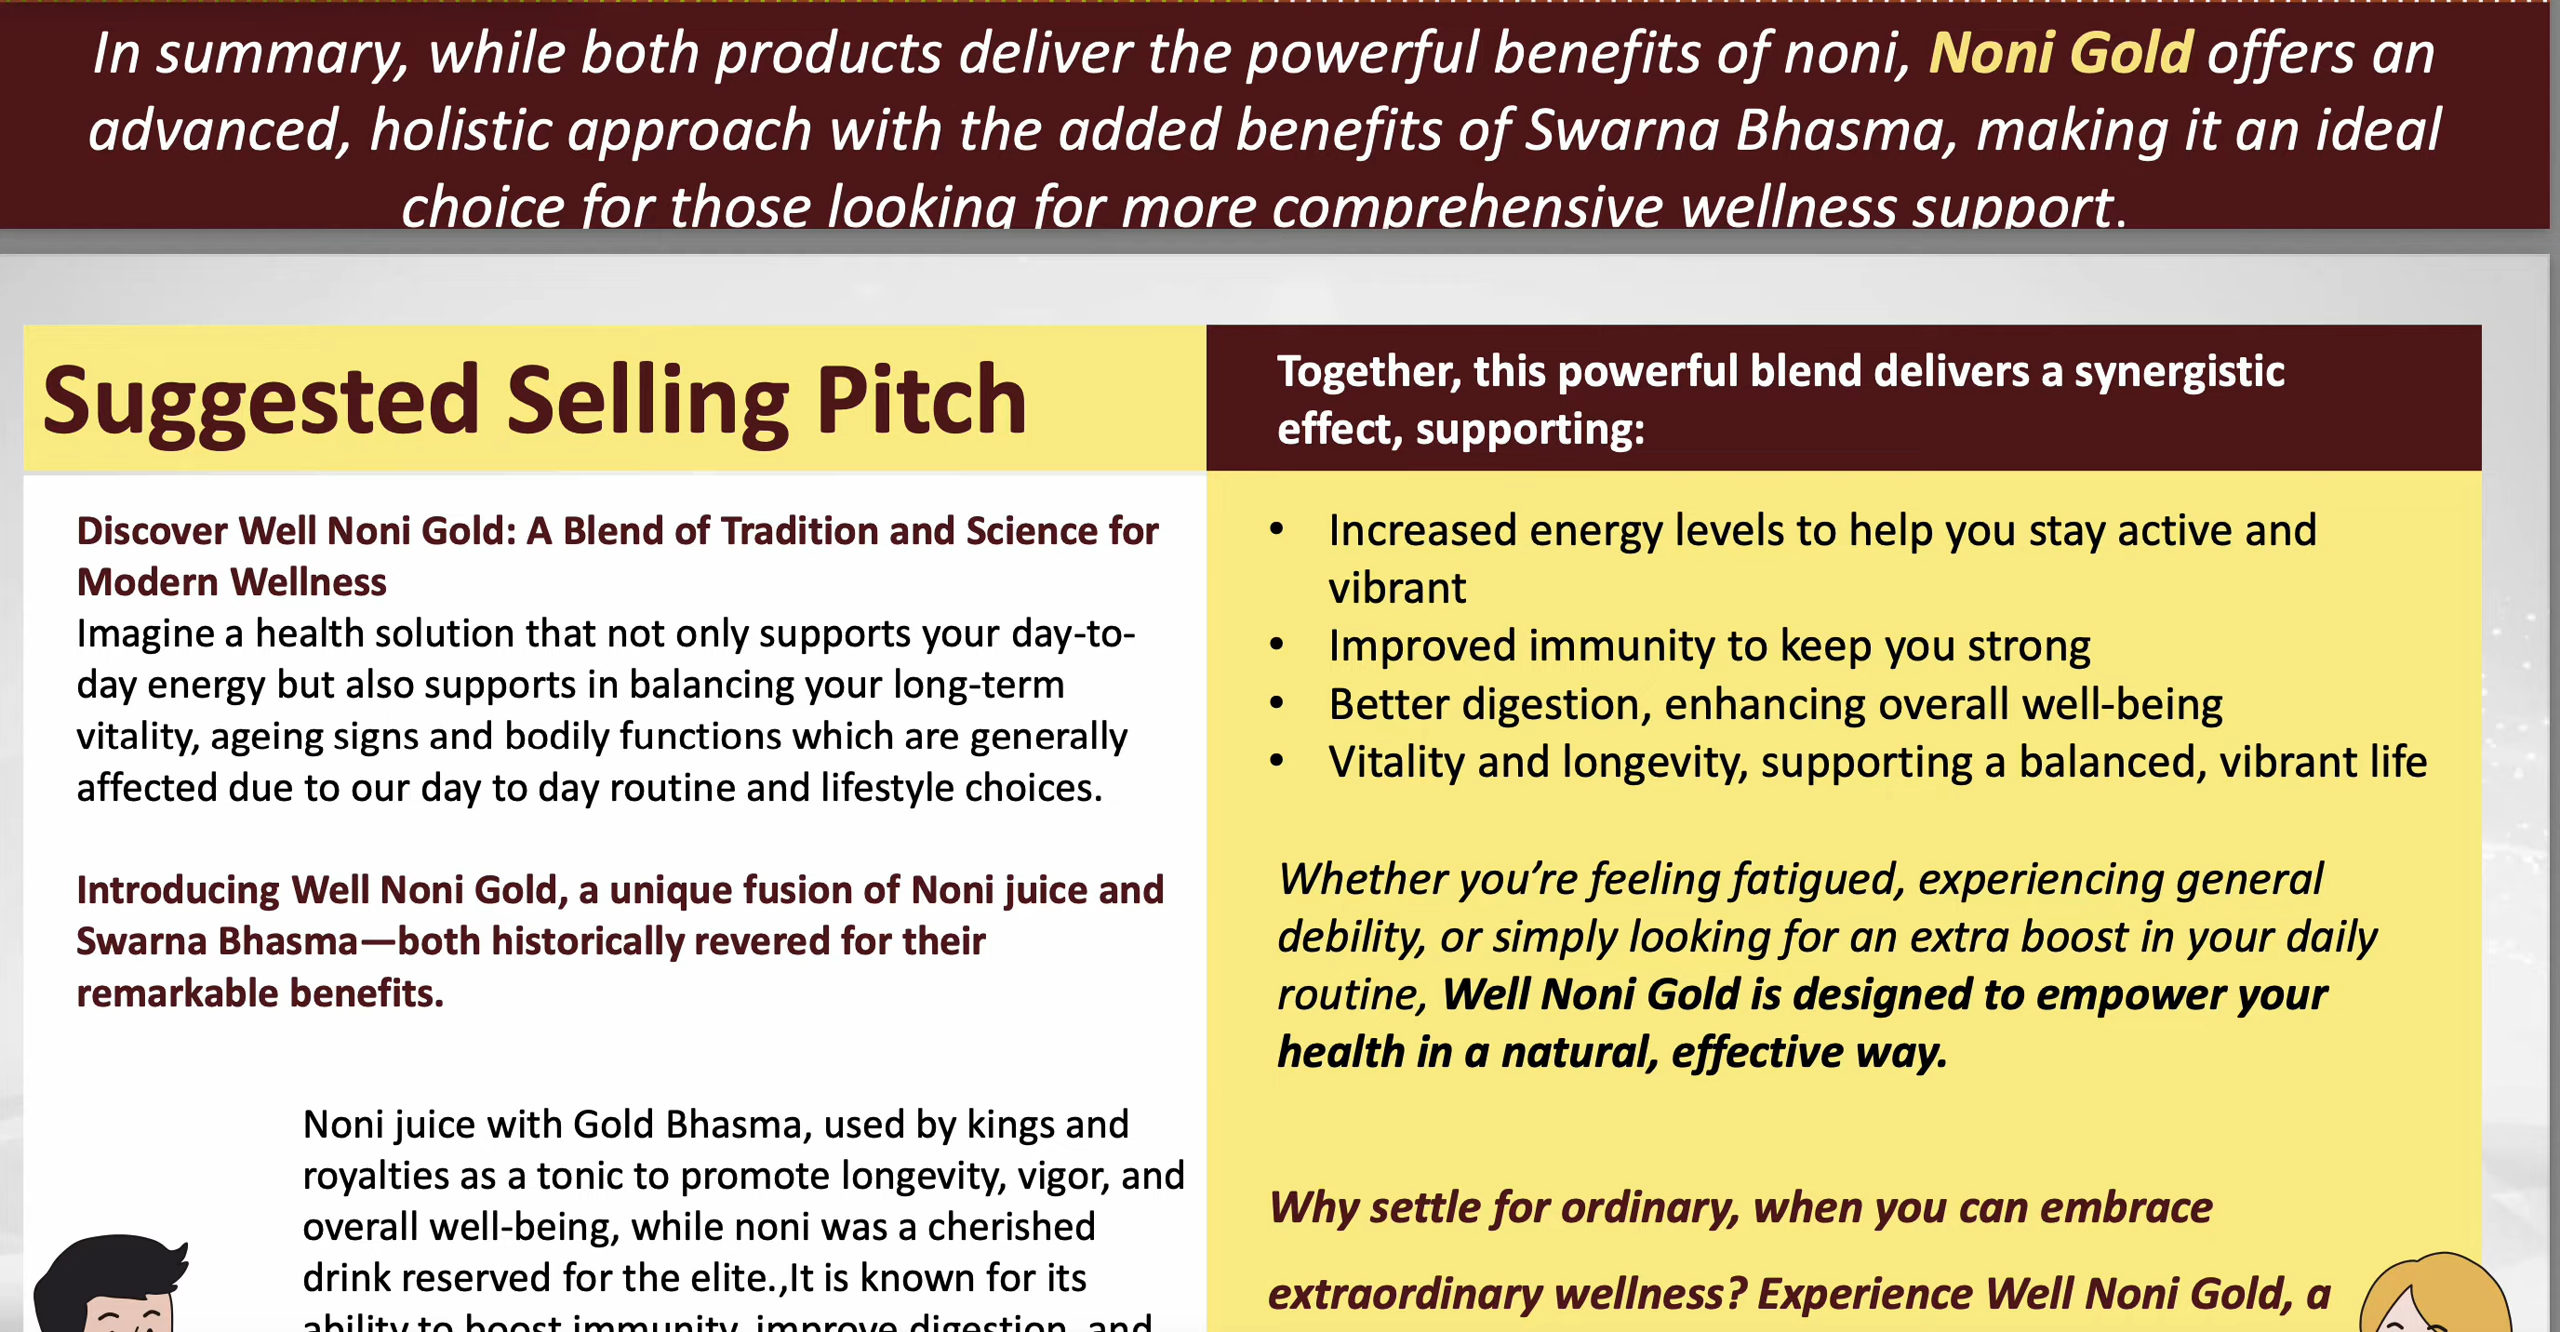 In summary, while both products deliver the powerful benefits of noni, Noni Gold offers an
advanced, holistic approach with the added benefits of Swarna Bhasma, making it an ideal
choice for those looking for more comprehensive wellness support.
Suggested Selling Pitch
Discover Well Noni Gold: A Blend of Tradition and Science for
Modern Wellness
Imagine a health solution that not only supports your day-to-
day energy but also supports in balancing your long-term
vitality, ageing signs and bodily functions which are generally
affected due to our day to day routine and lifestyle choices.
Introducing Well Noni Gold, a unique fusion of Noni juice and
Swarna Bhasma—both historically revered for their
remarkable benefits.
Noni juice with Gold Bhasma, used by kings and
royalties as a tonic to promote longevity, vigor, and
overall well-being, while noni was a cherished
drink reserved for the elite.,It is known for its
ability to boost immunity, improve digestion, and
Together, this powerful blend delivers a synergistic
effect, supporting:
• Increased energy levels to help you stay active and
vibrant
• Improved immunity to keep you strong
• Better digestion, enhancing overall well-being
• Vitality and longevity, supporting a balanced, vibrant life
Whether you’re feeling fatigued, experiencing general
debility, or simply looking for an extra boost in your daily
routine, Well Noni Gold is designed to empower your
health in a natural, effective way.
Why settle for ordinary, when you can embrace
extraordinary wellness? Experience Well Noni Gold, a